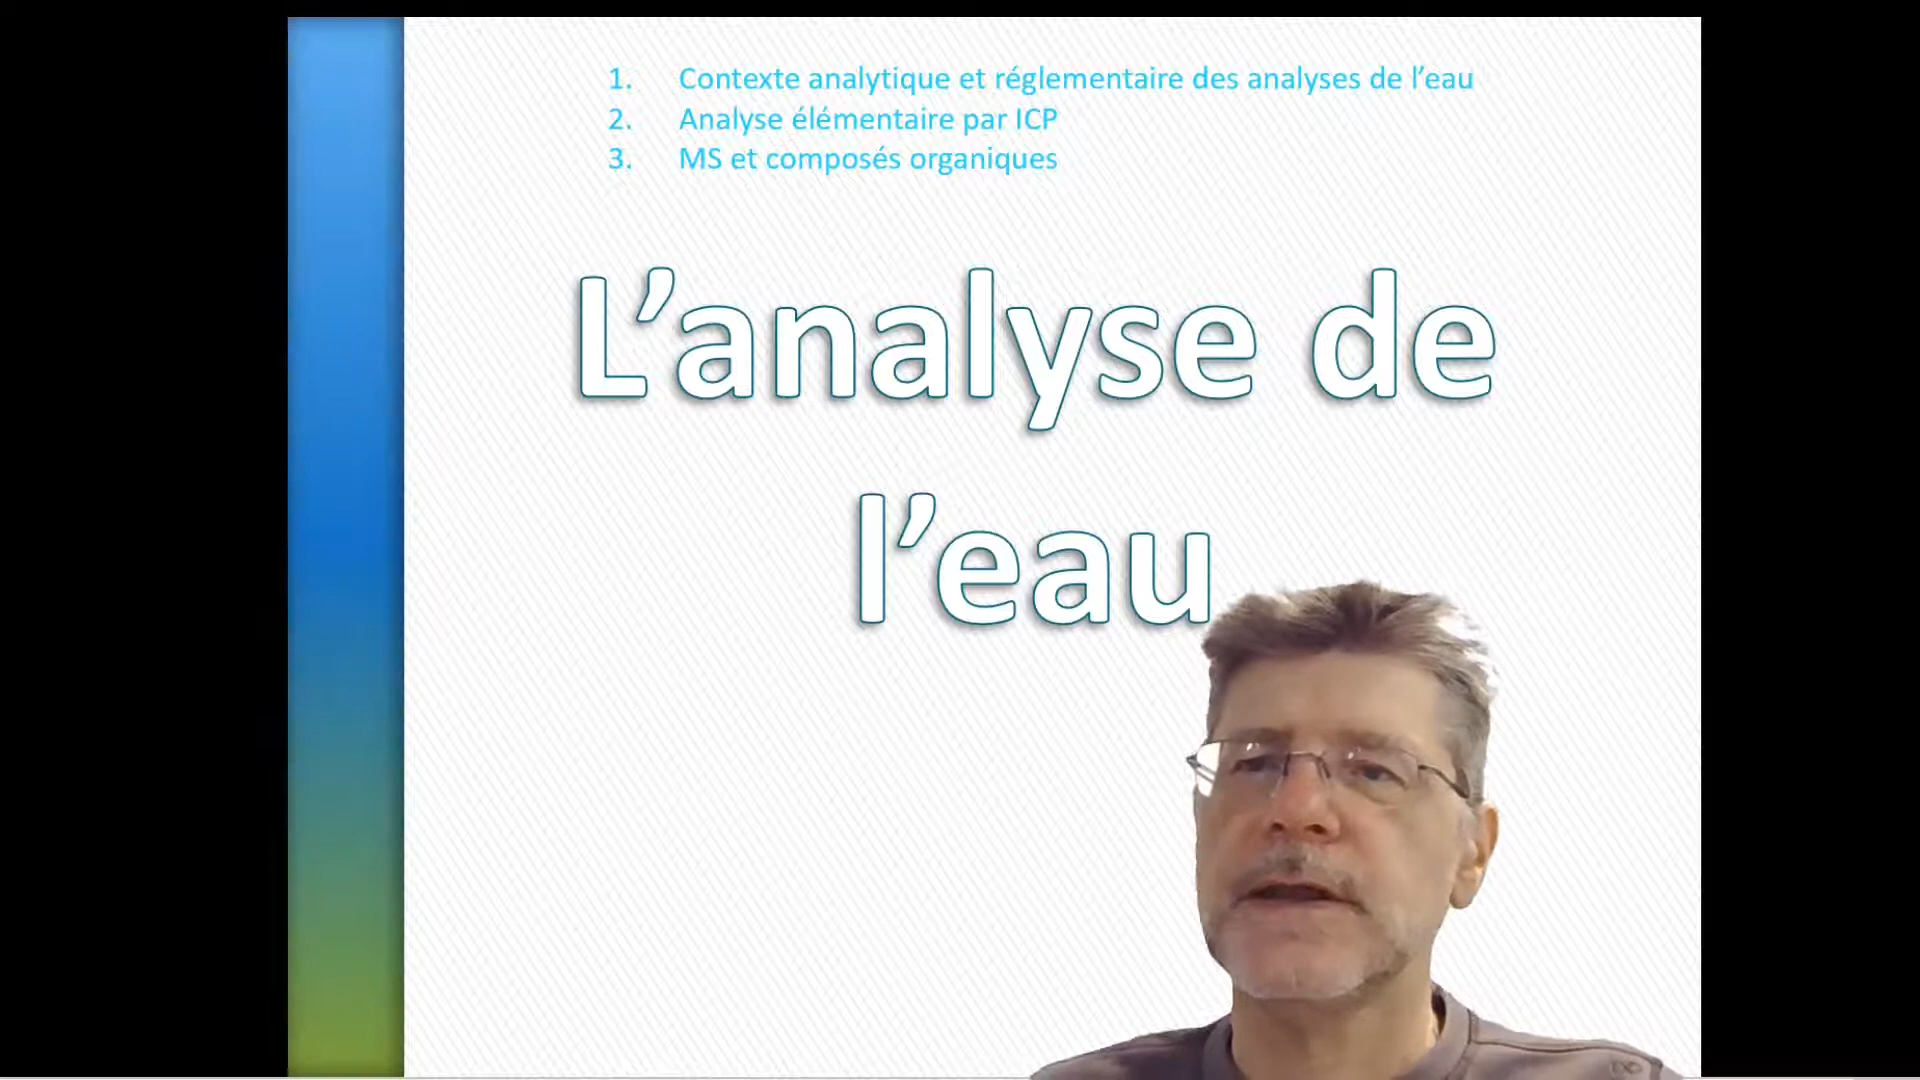 1. Contexte analytique et réglementaire des analyses de l’eau
2. Analyse élémentaire par ICP
3. MS et composés organiques
L’analyse de
l’eau